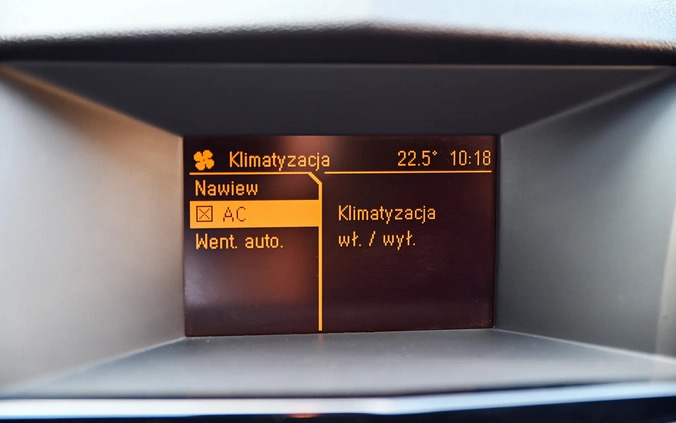 Klimatyzacja 22.5° 10:18
Nawiew
AC
Went. auto.
Klimatyzacja
wł. / wył.